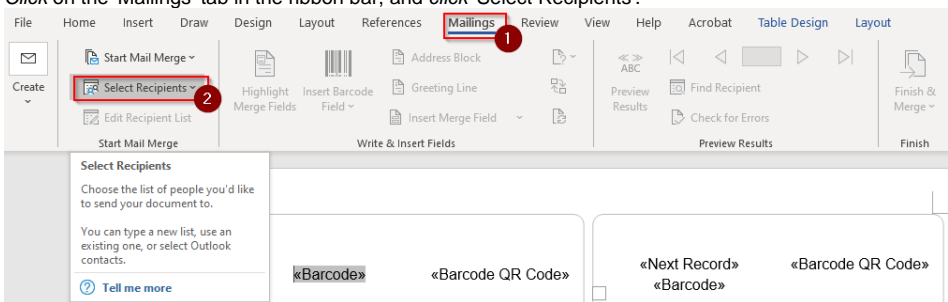 Click on the 'Mailings' tab in the ribbon bar, and click 'Select Recipients'.
File Home Insert Draw Design Layout References Mailings Review View Help Acrobat Table Design Layout
1
Start Mail Merge
Select Recipients
2
Edit Recipient List
Start Mail Merge
Create
Highlight
Merge Fields
Insert Barcode
Field
Address Block
Greeting Line
Insert Merge Field
Write & Insert Fields
ABC
Preview
Results
Find Recipient
Check for Errors
Preview Results
Finish &
Merge
Finish
Select Recipients
Choose the list of people you'd like
to send your document to.
You can type a new list, use an
existing one, or select Outlook
contacts.
? Tell me more
«Barcode» «Barcode QR Code»
«Next Record» «Barcode QR Code»
«Barcode»